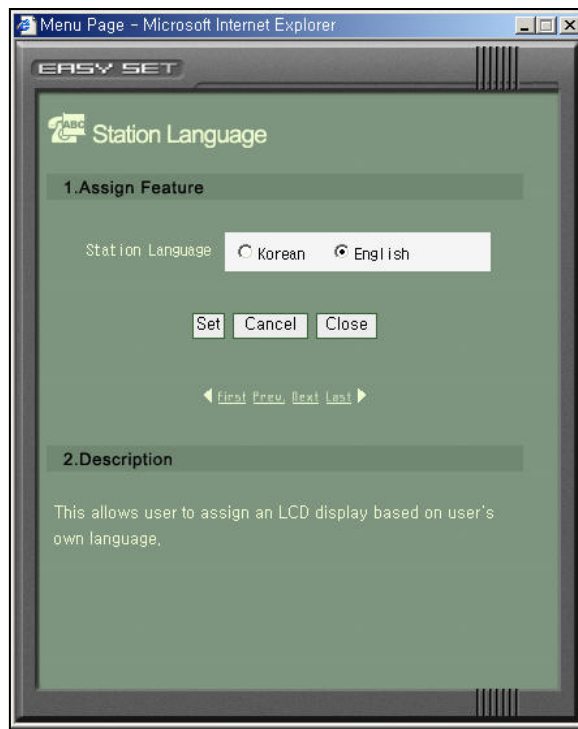 Menu Page - Microsoft Internet Explorer
EASY SET
ABC
Station Language
1.Assign Feature
Station Language Korean English
Set Cancel Close
First Prev. Next Last
2.Description
This allows user to assign an LCD display based on user's
own language.